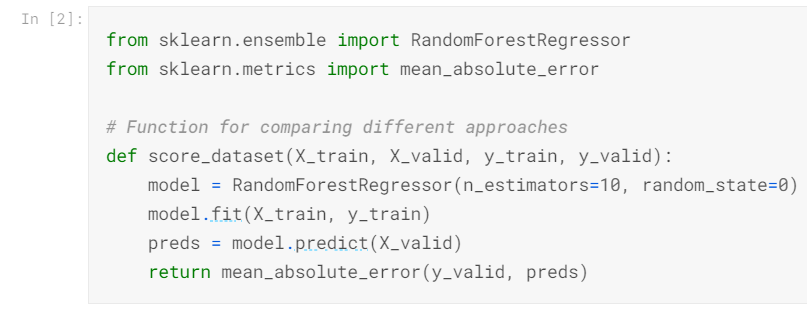 In [2]:
from sklearn.ensemble import RandomForestRegressor
from sklearn.metrics import mean_absolute_error

# Function for comparing different approaches
def score_dataset(X_train, X_valid, y_train, y_valid):
    model = RandomForestRegressor(n_estimators=10, random_state=0)
    model.fit(X_train, y_train)
    preds = model.predict(X_valid)
    return mean_absolute_error(y_valid, preds)